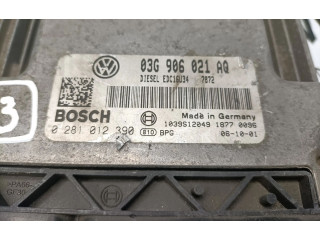 03G 906 021 AQ
DIESEL EDC16U34 7872
BOSCH
Made in Germany
0 281 012 390
1039S12049 1877 0096
BPG
06-10-01
3